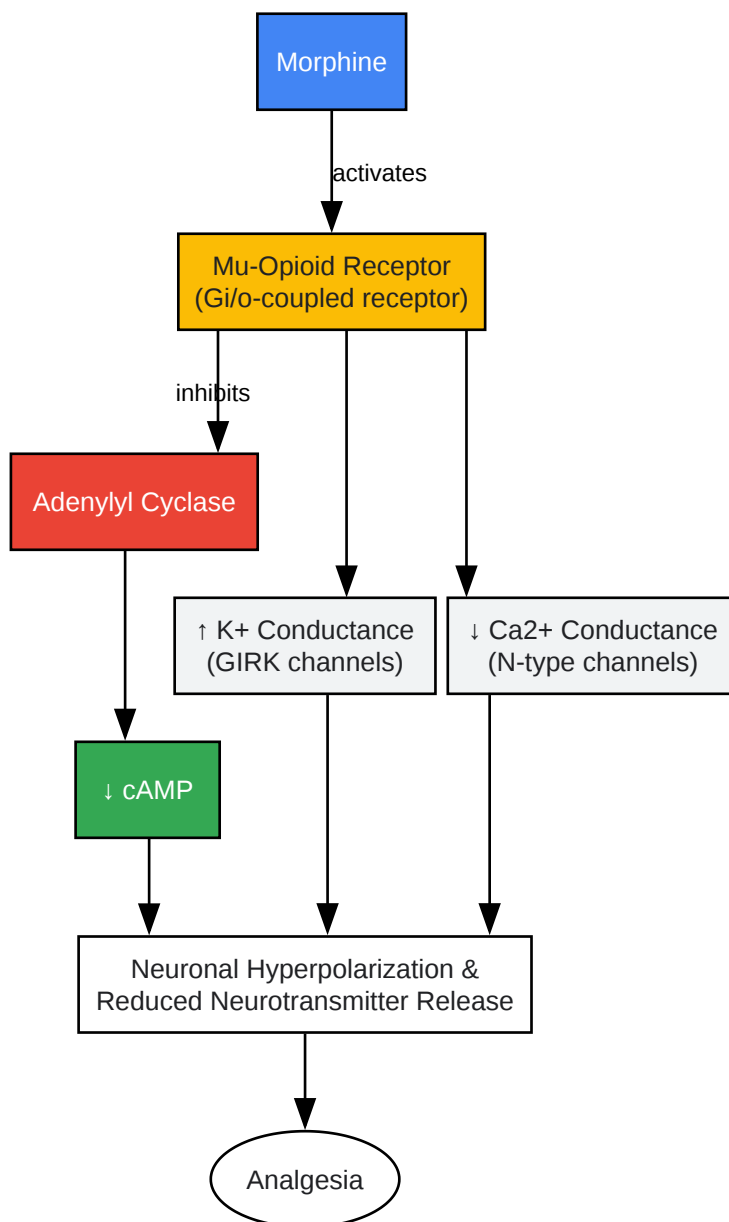 Morphine
activates
Mu-Opioid Receptor
(Gi/o-coupled receptor)
inhibits
Adenylyl Cyclase
↑ K+ Conductance
(GIRK channels)
↓ Ca2+ Conductance
(N-type channels)
↓ cAMP
Neuronal Hyperpolarization &
Reduced Neurotransmitter Release
Analgesia